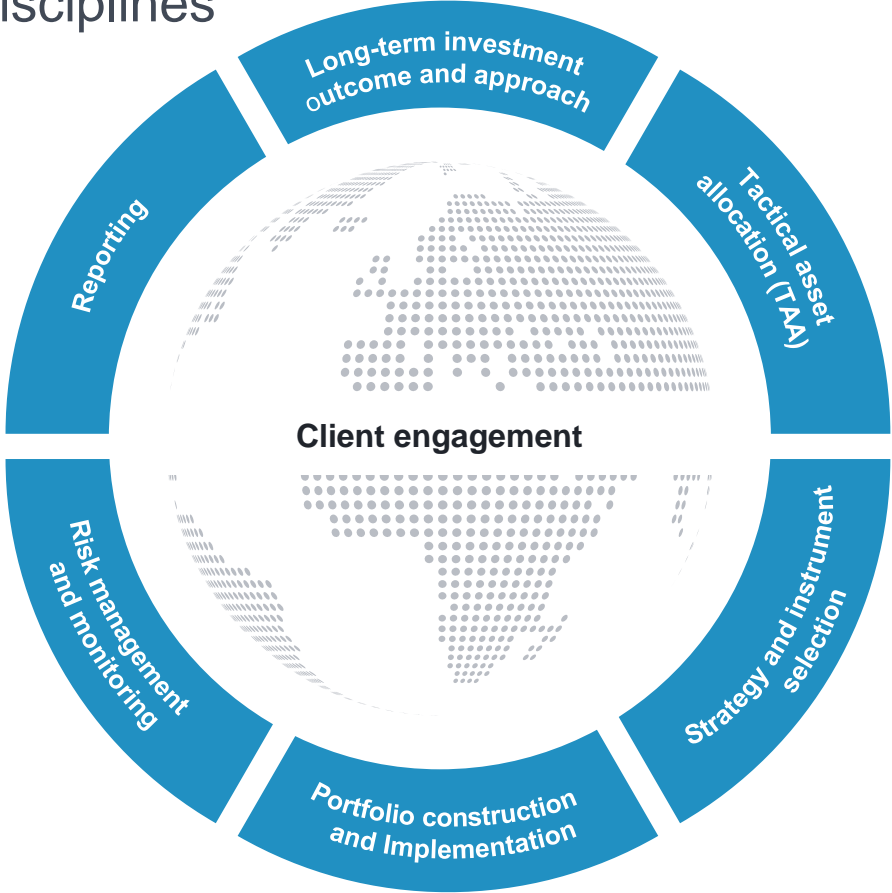 isciplines
Long-term investment
outcome and approach
Tactical asset
allocation (TAA)
Strategy and instrument
selection
Portfolio construction
and Implementation
Risk management
and monitoring
Reporting
Client engagement